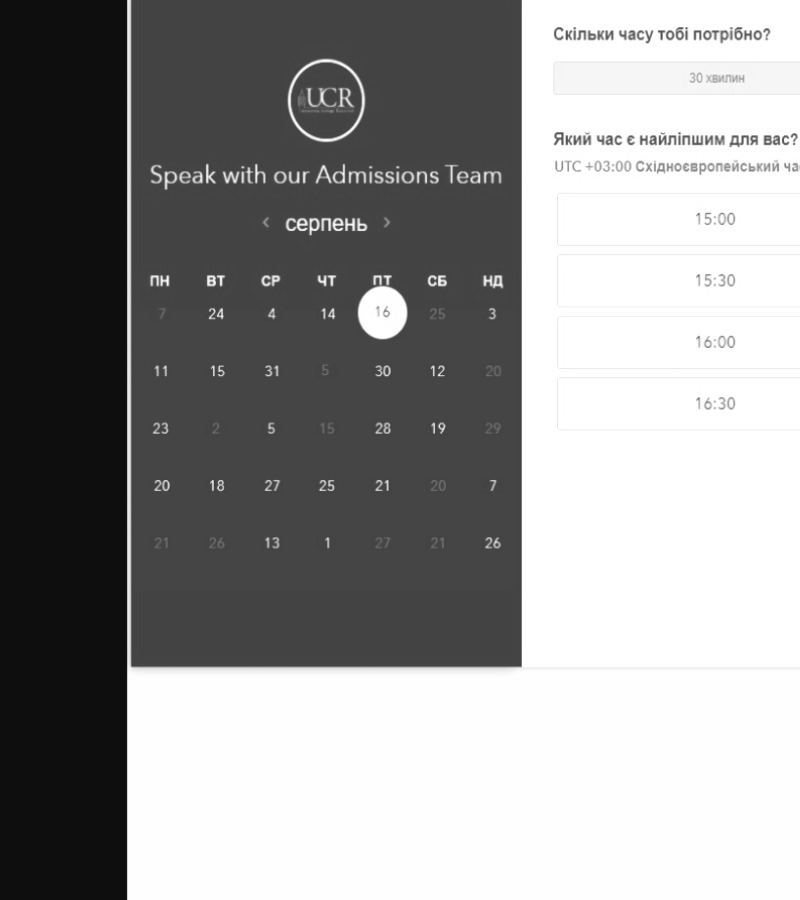 UCR
Speak with our Admissions Team
серпень
ПН ВТ СР ЧТ ПТ СБ НД
7 24 4 14 16 25 3
11 15 31 5 30 12 20
23 2 5 15 28 19 29
20 18 27 25 21 20 7
21 26 13 1 27 21 26
Скільки часу тобі потрібно?
30 хвилин
Який час є найліпшим для вас?
UTC +03:00 Східноєвропейський ча
15:00
15:30
16:00
16:30